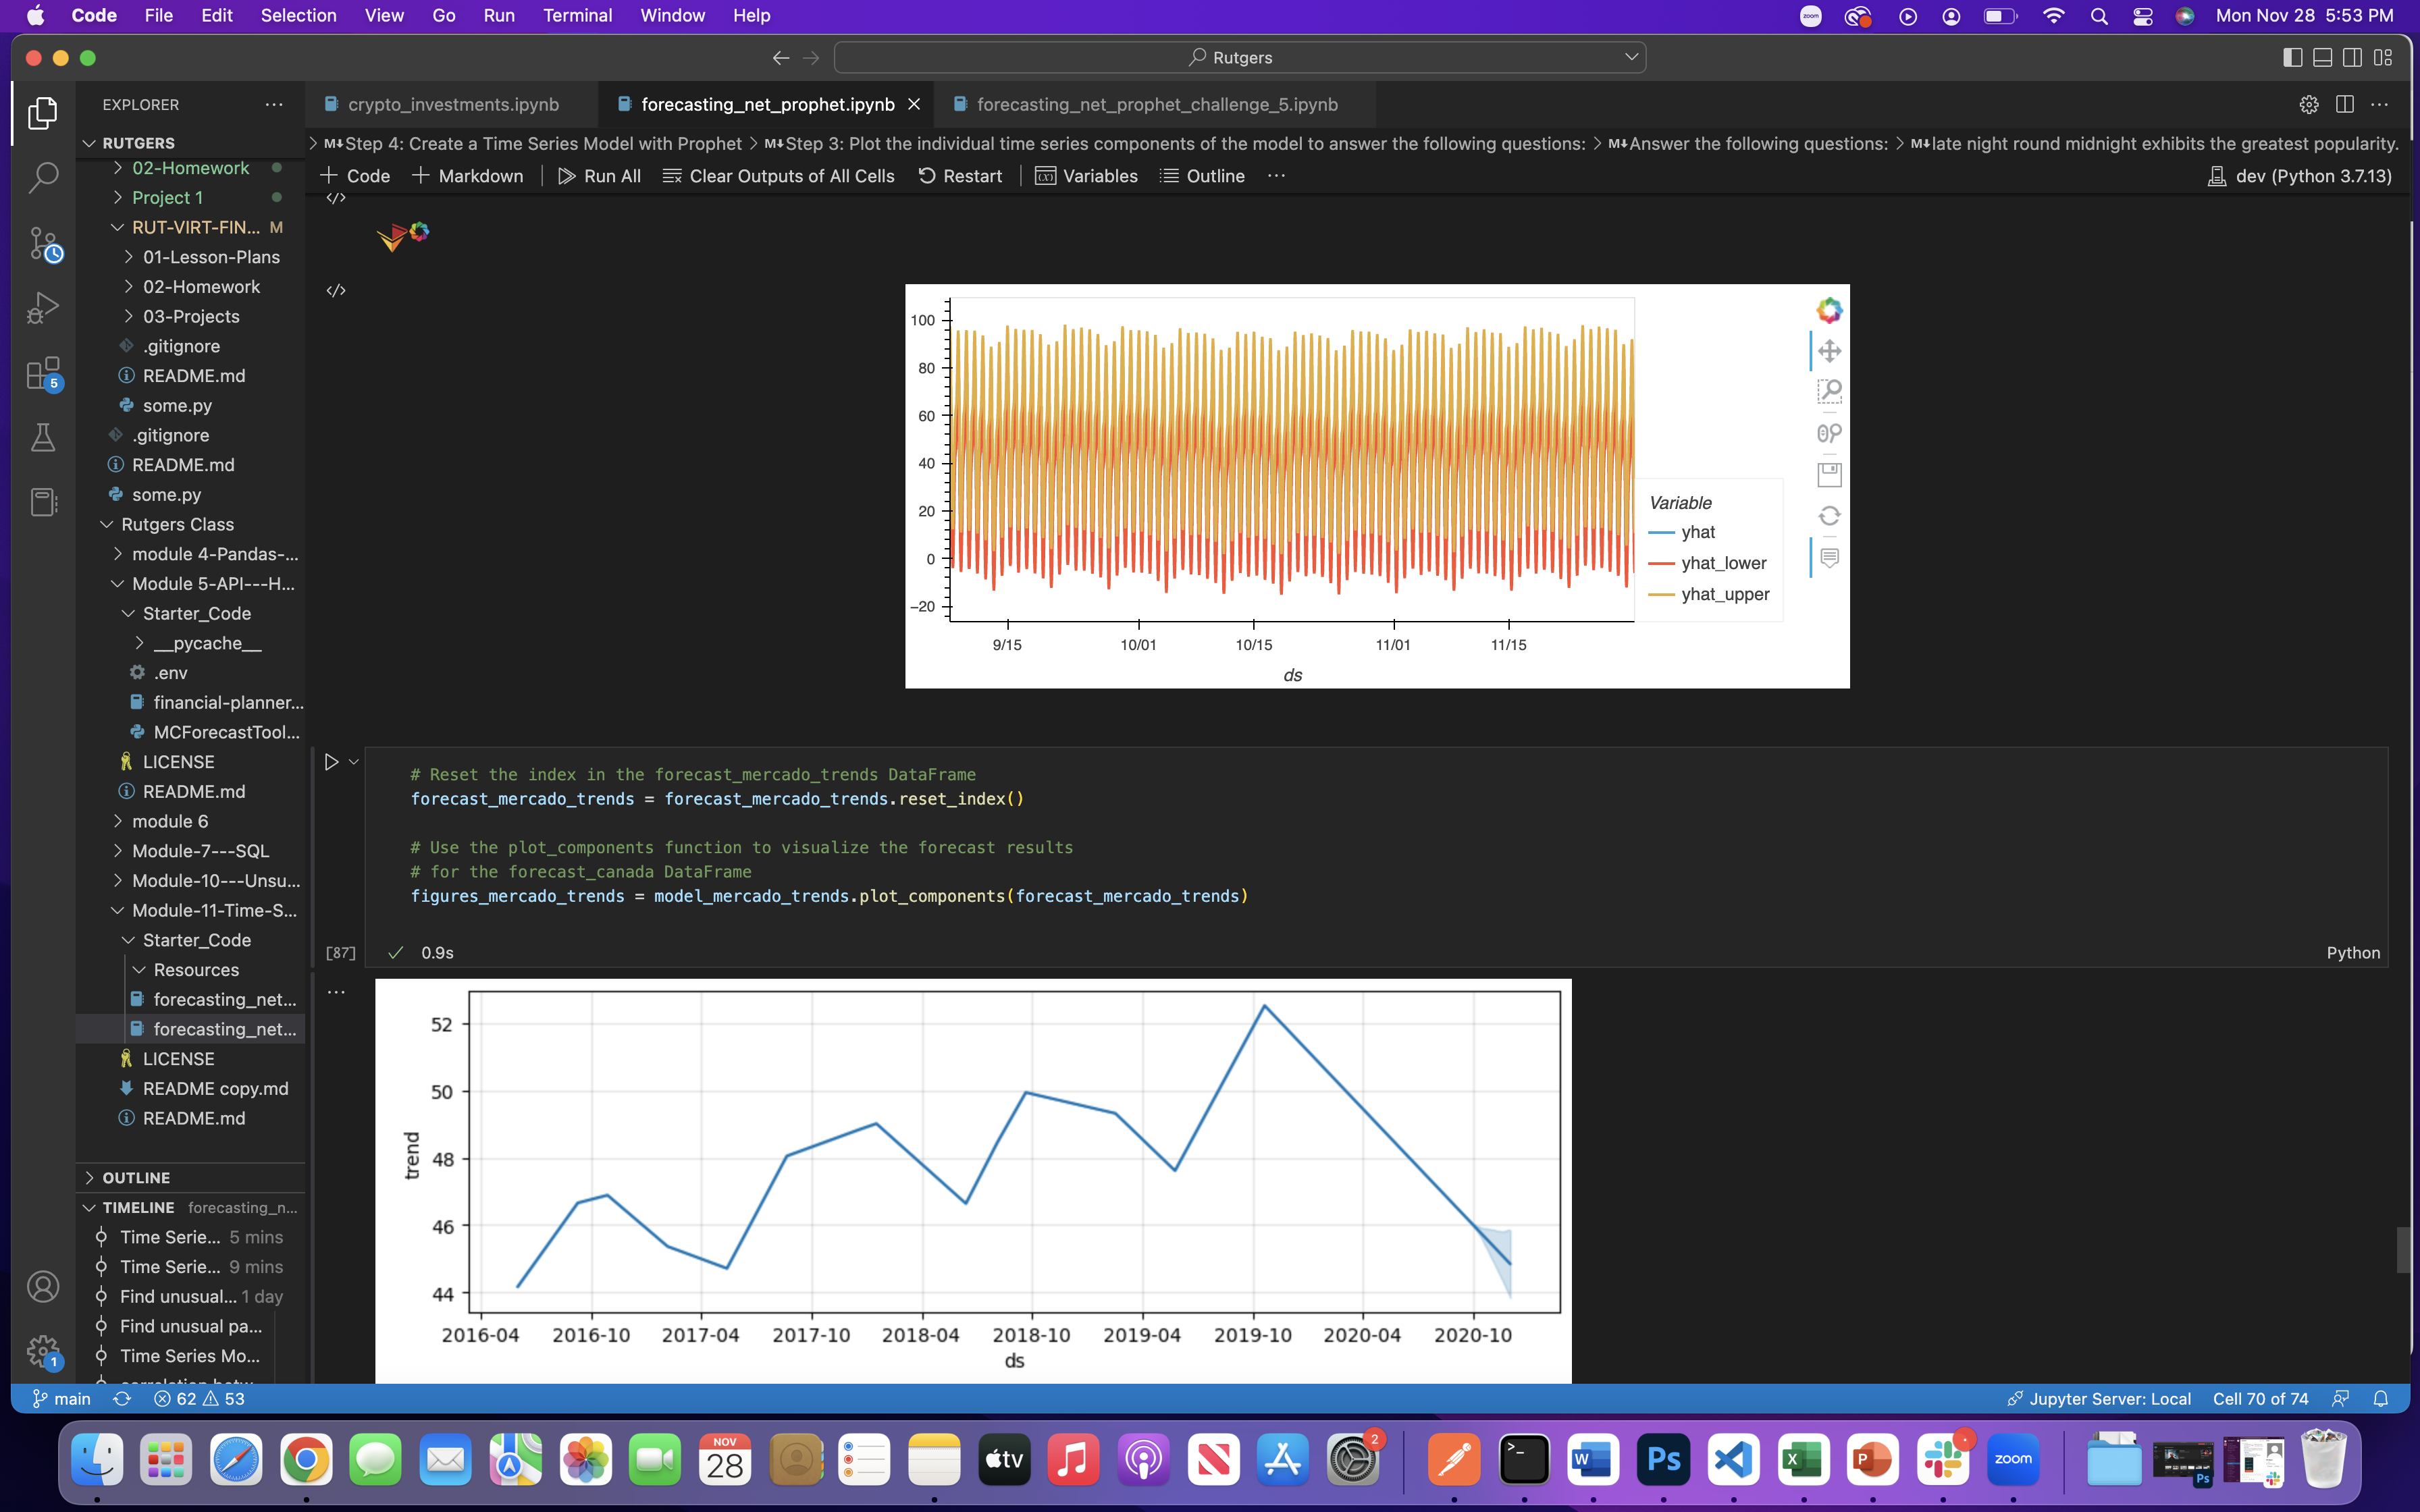 Code File Edit Selection View Go Run Terminal Window Help
zoom
Mon Nov 28 5:53 PM
Rutgers
EXPLORER
RUTGERS
02-Homework
Project 1
RUT-VIRT-FIN... M
01-Lesson-Plans
02-Homework
03-Projects
.gitignore
README.md
some.py
.gitignore
README.md
some.py
Rutgers Class
module 4-Pandas-...
Module 5-API---H...
Starter_Code
__pycache__
.env
financial-planner...
MCForecastTool...
LICENSE
README.md
module 6
Module-7---SQL
Module-10---Unsu...
Module-11-Time-S...
Starter_Code
Resources
forecasting_net...
forecasting_net...
LICENSE
README copy.md
README.md
OUTLINE
TIMELINE forecasting_n...
Time Serie... 5 mins
Time Serie... 9 mins
Find unusual... 1 day
Find unusual pa...
Time Series Mo...
5
1
crypto_investments.ipynb
forecasting_net_prophet.ipynb
forecasting_net_prophet_challenge_5.ipynb
Step 4: Create a Time Series Model with Prophet > Step 3: Plot the individual time series components of the model to answer the following questions: > Answer the following questions: > late night round midnight exhibits the greatest popularity.
+ Code + Markdown Run All Clear Outputs of All Cells Restart Variables Outline ...
dev (Python 3.7.13)
100
80
60
40
20
0
−20
9/15 10/01 10/15 11/01 11/15
ds
Variable
yhat
yhat_lower
yhat_upper
# Reset the index in the forecast_mercado_trends DataFrame
forecast_mercado_trends = forecast_mercado_trends.reset_index()
# Use the plot_components function to visualize the forecast results
# for the forecast_canada DataFrame
figures_mercado_trends = model_mercado_trends.plot_components(forecast_mercado_trends)
[87] 0.9s
Python
52
50
48
46
44
trend
2016-04 2016-10 2017-04 2017-10 2018-04 2018-10 2019-04 2019-10 2020-04 2020-10
ds
main 62 53
Jupyter Server: Local Cell 70 of 74
NOV
28
tv
2
W
Ps
X
P
zoom
Ps